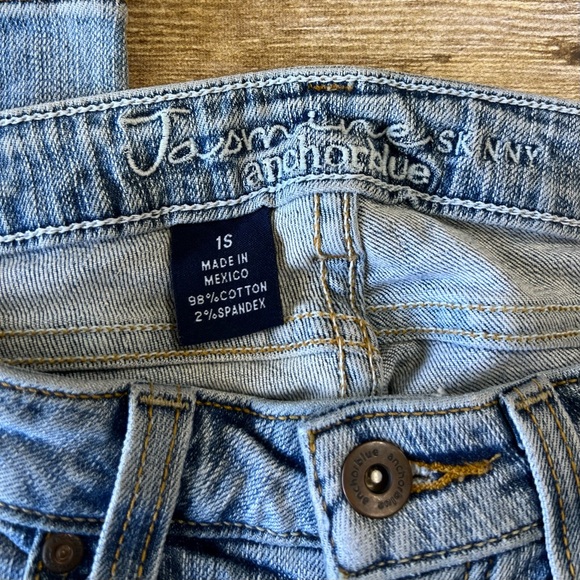 Jasmine SKINNY
anchorblue
1S
MADE IN
MEXICO
98%COTTON
2%SPANDEX
anchorblue anchorblue